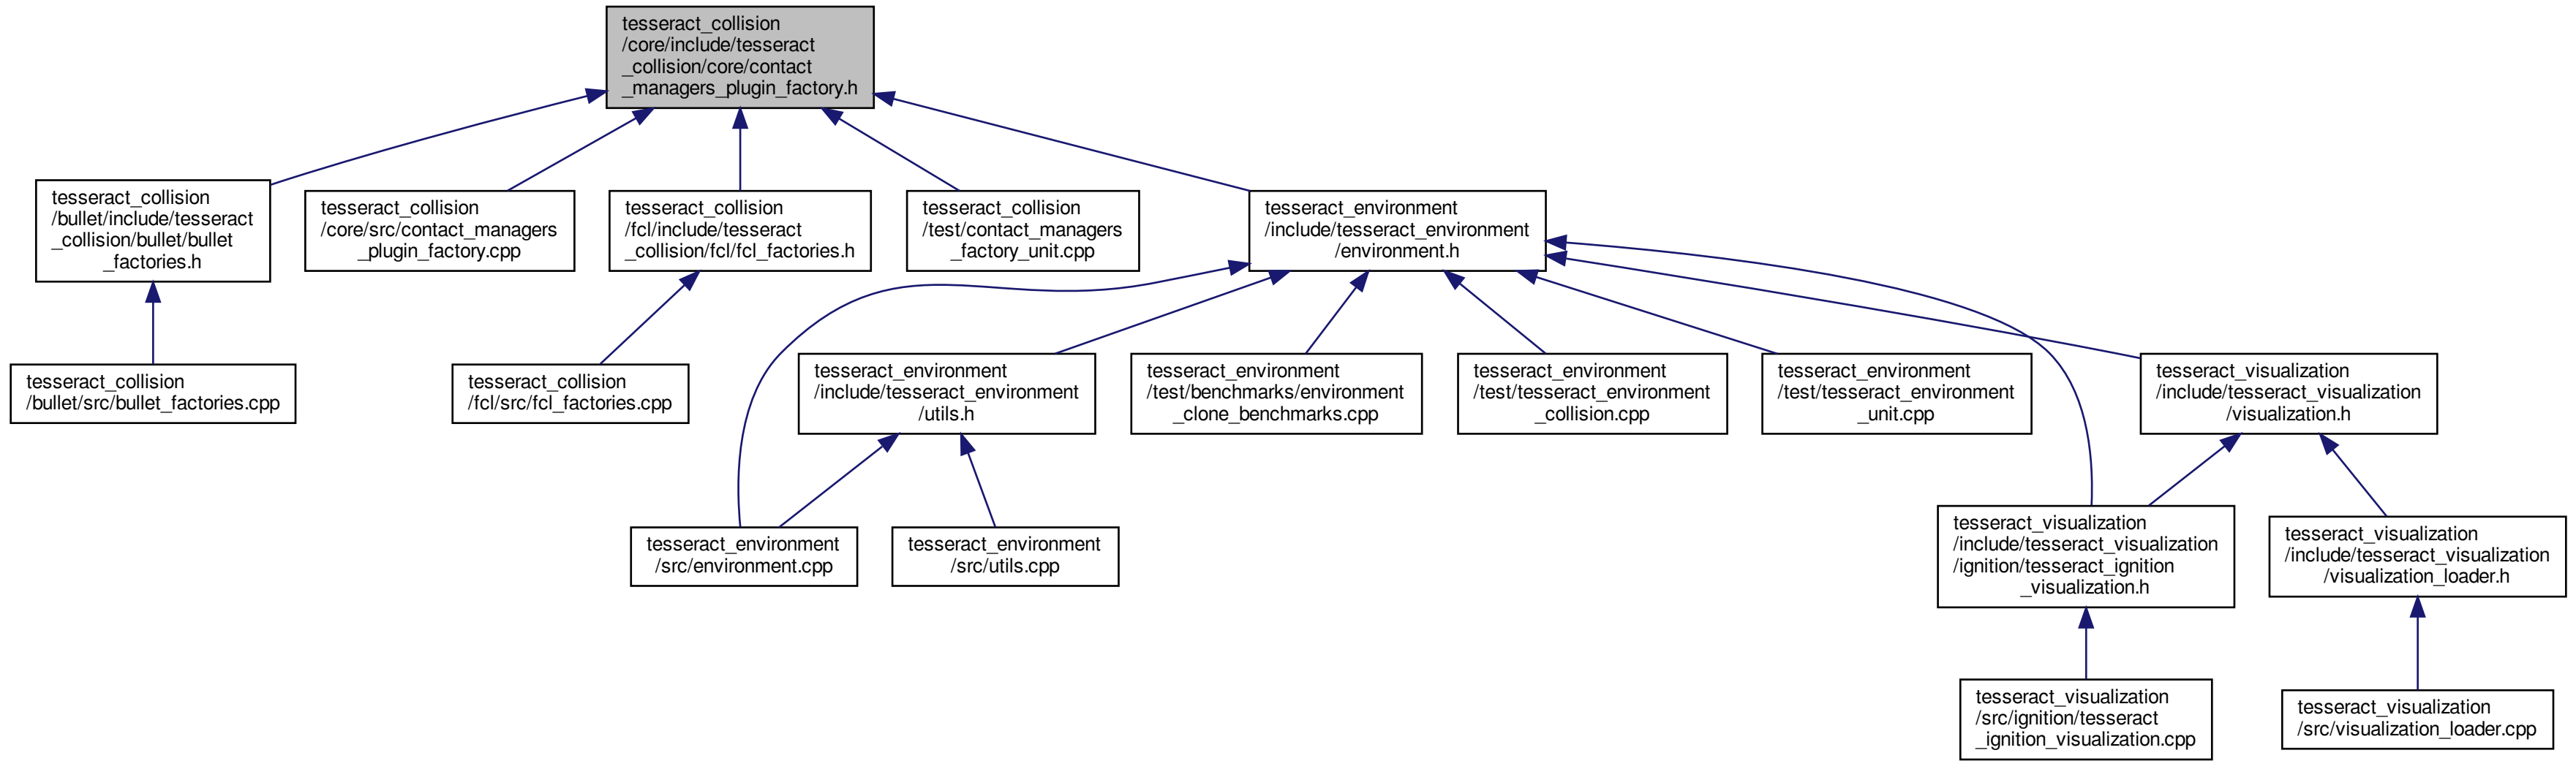 tesseract_collision
/core/include/tesseract
_collision/core/contact
_managers_plugin_factory.h
tesseract_collision
/bullet/include/tesseract
_collision/bullet/bullet
_factories.h
tesseract_collision
/core/src/contact_managers
_plugin_factory.cpp
tesseract_collision
/fcl/include/tesseract
_collision/fcl/fcl_factories.h
tesseract_collision
/test/contact_managers
_factory_unit.cpp
tesseract_environment
/include/tesseract_environment
/environment.h
tesseract_collision
/bullet/src/bullet_factories.cpp
tesseract_collision
/fcl/src/fcl_factories.cpp
tesseract_environment
/include/tesseract_environment
/utils.h
tesseract_environment
/test/benchmarks/environment
_clone_benchmarks.cpp
tesseract_environment
/test/tesseract_environment
_collision.cpp
tesseract_environment
/test/tesseract_environment
_unit.cpp
tesseract_visualization
/include/tesseract_visualization
/visualization.h
tesseract_environment
/src/environment.cpp
tesseract_environment
/src/utils.cpp
tesseract_visualization
/include/tesseract_visualization
/ignition/tesseract_ignition
_visualization.h
tesseract_visualization
/include/tesseract_visualization
/visualization_loader.h
tesseract_visualization
/src/ignition/tesseract
_ignition_visualization.cpp
tesseract_visualization
/src/visualization_loader.cpp